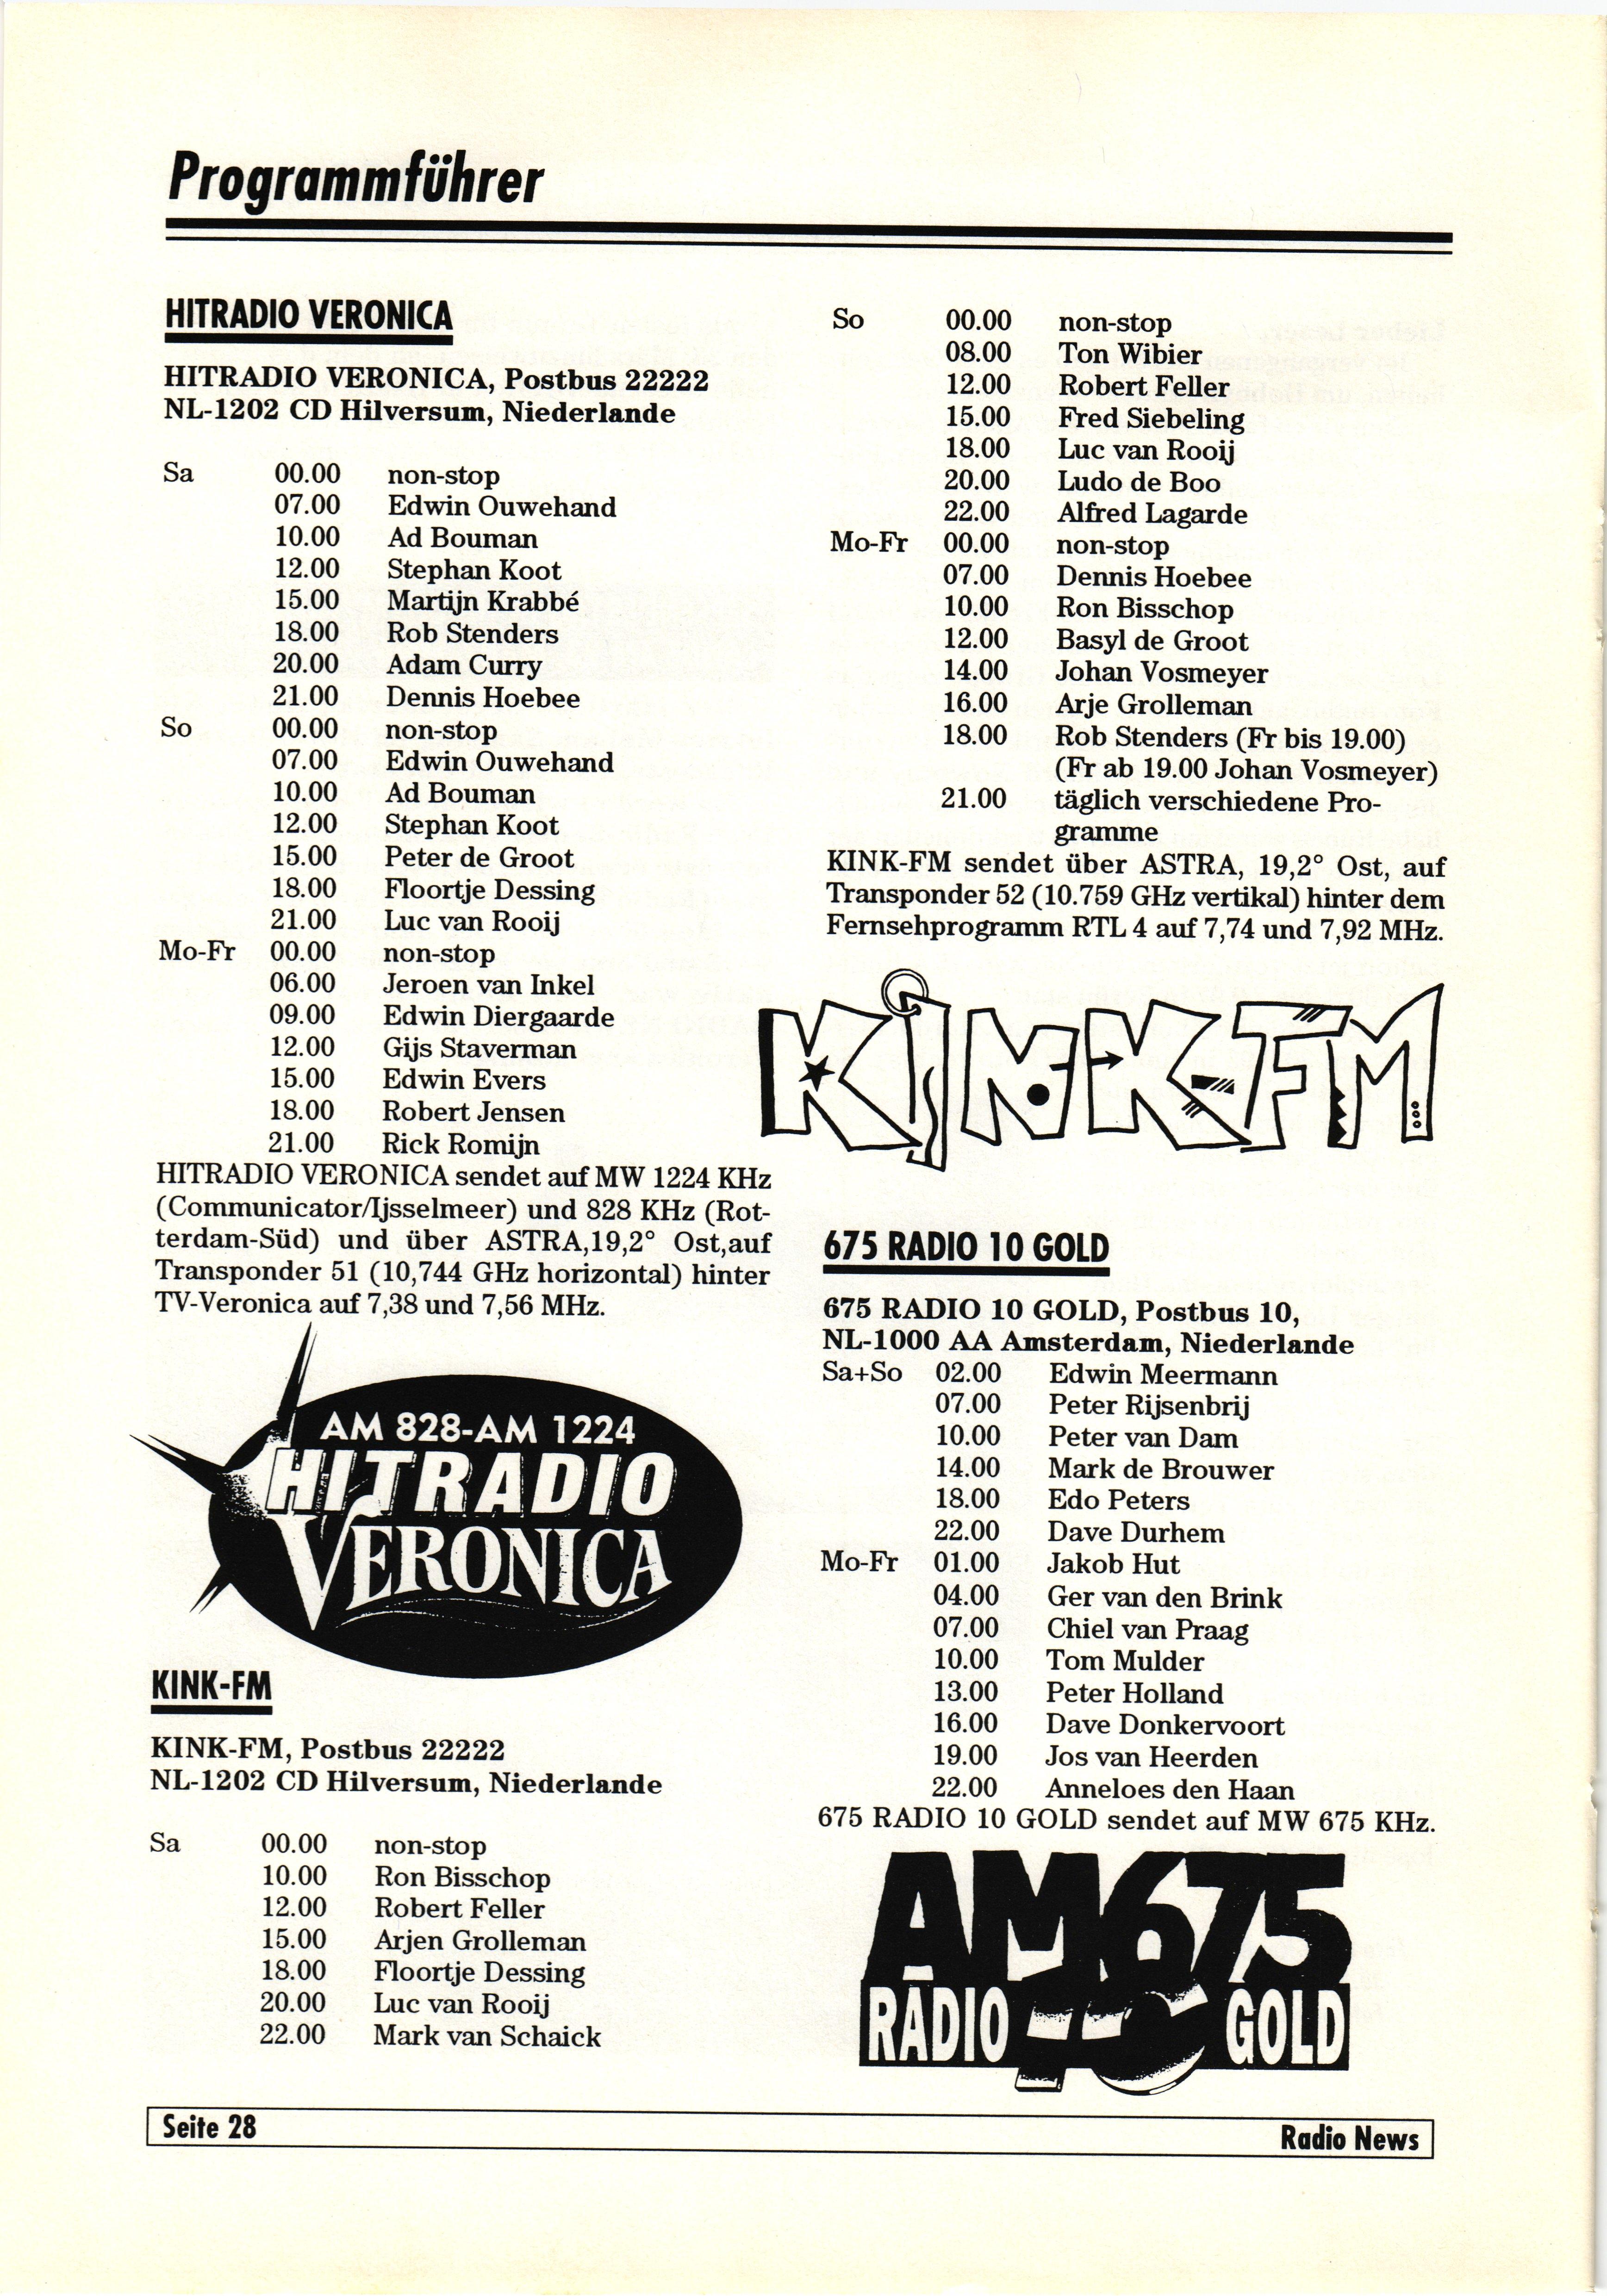 Programmführer
HITRADIO VERONICA
HITRADIO VERONICA, Postbus 22222
NL-1202 CD Hilversum, Niederlande
Sa 00.00 non-stop
07.00 Edwin Ouwehand
10.00 Ad Bouman
12.00 Stephan Koot
15.00 Martijn Krabbé
18.00 Rob Stenders
20.00 Adam Curry
21.00 Dennis Hoebee
So 00.00 non-stop
07.00 Edwin Ouwehand
10.00 Ad Bouman
12.00 Stephan Koot
15.00 Peter de Groot
18.00 Floortje Dessing
21.00 Luc van Rooij
Mo-Fr 00.00 non-stop
06.00 Jeroen van Inkel
09.00 Edwin Diergaarde
12.00 Gijs Staverman
15.00 Edwin Evers
18.00 Robert Jensen
21.00 Rick Romijn
HITRADIO VERONICA sendet auf MW 1224 KHz
(Communicator/Ijsselmeer) und 828 KHz (Rot-
terdam-Süd) und über ASTRA,19,2° Ost,auf
Transponder 51 (10,744 GHz horizontal) hinter
TV-Veronica auf 7,38 und 7,56 MHz.
AM 828-AM 1224
HITRADIO
VERONICA
KINK-FM
KINK-FM, Postbus 22222
NL-1202 CD Hilversum, Niederlande
Sa 00.00 non-stop
10.00 Ron Bisschop
12.00 Robert Feller
15.00 Arjen Grolleman
18.00 Floortje Dessing
20.00 Luc van Rooij
22.00 Mark van Schaick
So 00.00 non-stop
08.00 Ton Wibier
12.00 Robert Feller
15.00 Fred Siebeling
18.00 Luc van Rooij
20.00 Ludo de Boo
22.00 Alfred Lagarde
Mo-Fr 00.00 non-stop
07.00 Dennis Hoebee
10.00 Ron Bisschop
12.00 Basyl de Groot
14.00 Johan Vosmeyer
16.00 Arje Grolleman
18.00 Rob Stenders (Fr bis 19.00)
(Fr ab 19.00 Johan Vosmeyer)
21.00 täglich verschiedene Pro-
gramme
KINK-FM sendet über ASTRA, 19,2° Ost, auf
Transponder 52 (10.759 GHz vertikal) hinter dem
Fernsehprogramm RTL 4 auf 7,74 und 7,92 MHz.
KINK-FM
675 RADIO 10 GOLD
675 RADIO 10 GOLD, Postbus 10,
NL-1000 AA Amsterdam, Niederlande
Sa+So 02.00 Edwin Meermann
07.00 Peter Rijsenbrij
10.00 Peter van Dam
14.00 Mark de Brouwer
18.00 Edo Peters
22.00 Dave Durhem
Mo-Fr 01.00 Jakob Hut
04.00 Ger van den Brink
07.00 Chiel van Praag
10.00 Tom Mulder
13.00 Peter Holland
16.00 Dave Donkervoort
19.00 Jos van Heerden
22.00 Anneloes den Haan
675 RADIO 10 GOLD sendet auf MW 675 KHz.
AM675
RADIO 10 GOLD
Seite 28
Radio News